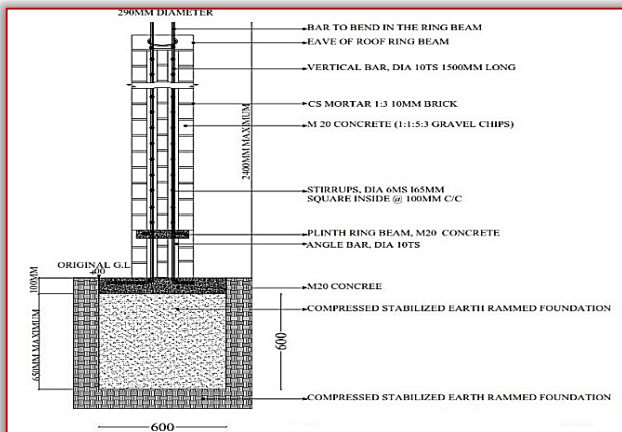 290MM DIAMETER
BAR TO BEND IN THE RING BEAM
EAVE OF ROOF RING BEAM
VERTICAL BAR, DIA 10TS 1500MM LONG
CS MORTAR 1:3 10MM BRICK
M 20 CONCRETE (1:1:5:3 GRAVEL CHIPS)
2400MM MAXIMUM
STIRRUPS, DIA 6MS I65MM
SQUARE INSIDE @ 100MM C/C
PLINTH RING BEAM, M20 CONCRETE
ANGLE BAR, DIA 10TS
ORIGINAL G.L
+00
100MM
M20 CONCREE
COMPRESSED STABILIZED EARTH RAMMED FOUNDATION
650MM MAXIMUM
600
COMPRESSED STABILIZED EARTH RAMMED FOUNDATION
600